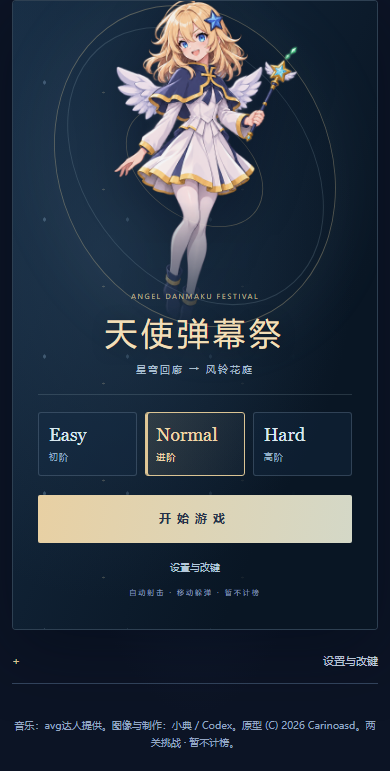 ANGEL DANMAKU FESTIVAL
天使弹幕祭
星穹回廊 → 风铃花庭
Easy
初阶
Normal
进阶
Hard
高阶
开始游戏
设置与改键
自动射击 · 移动躲弹 · 暂不计榜
+ 设置与改键
音乐：avg达人提供。图像与制作：小典 / Codex。原型 (C) 2026 Carinoasd。两
关挑战 · 暂不计榜。